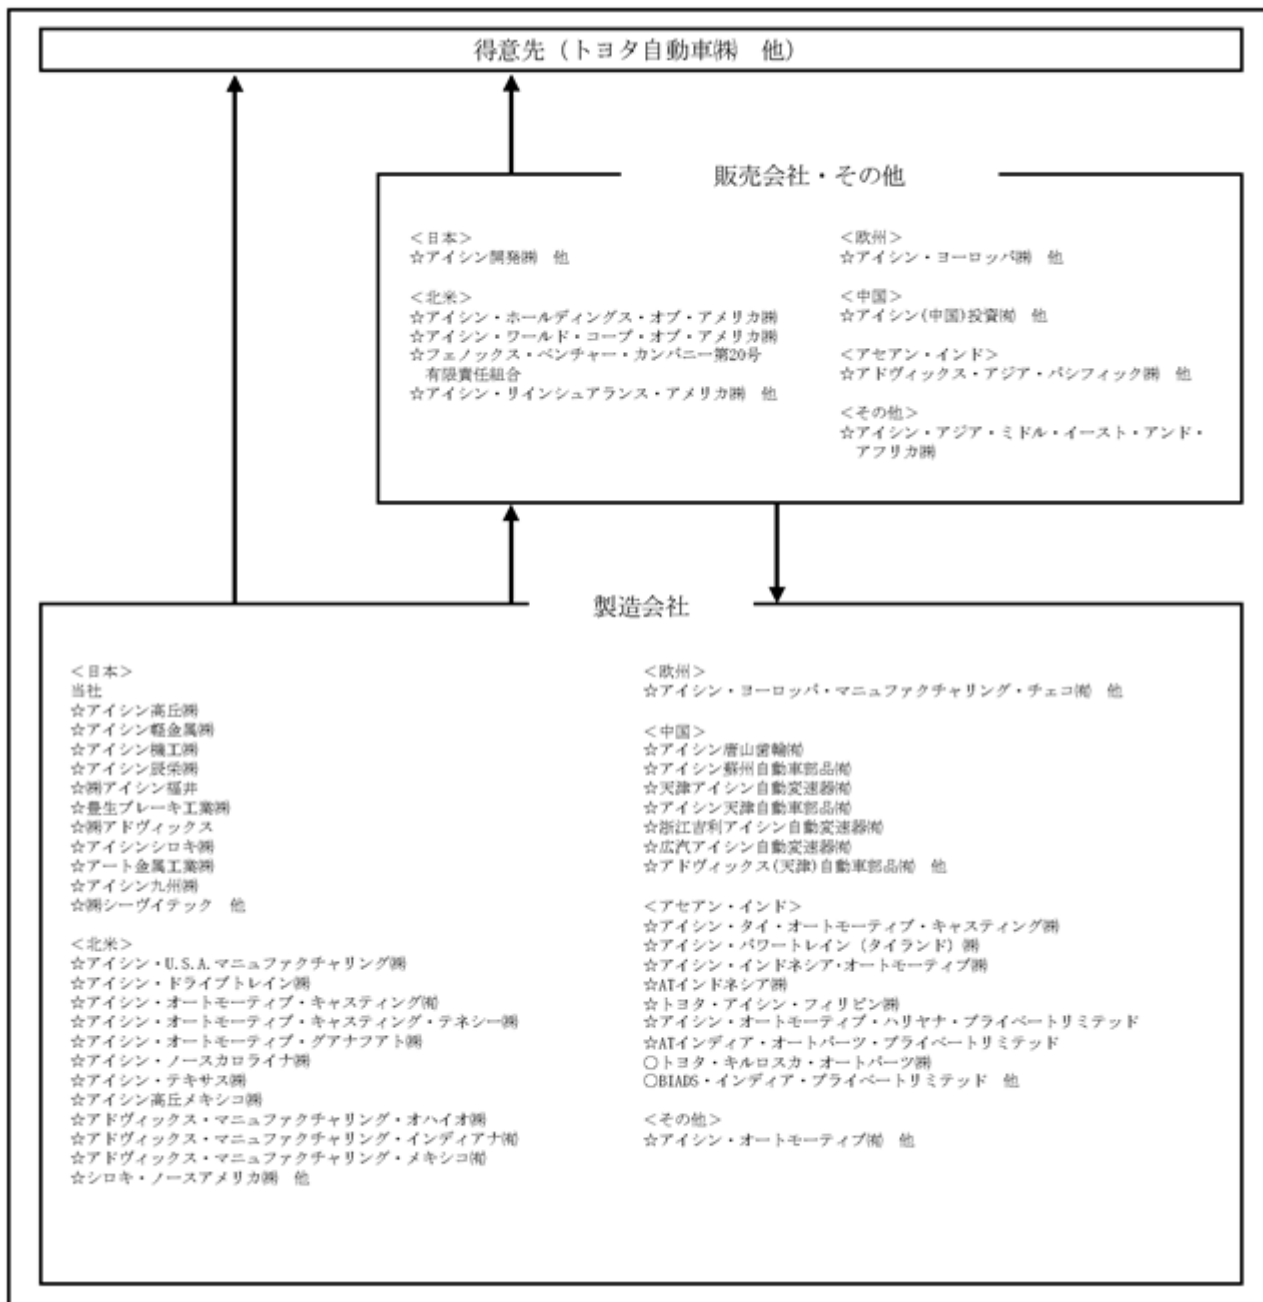 得意先（トヨタ自動車㈱　他）
販売会社・その他
＜日本＞
☆アイシン開発㈱　他
＜北米＞
☆アイシン・ホールディングス・オブ・アメリカ㈱
☆アイシン・ワールド・コープ・オブ・アメリカ㈱
☆フェノックス・ベンチャー・カンパニー第20号
有限責任組合
☆アイシン・リインシュアランス・アメリカ㈱　他
＜欧州＞
☆アイシン・ヨーロッパ㈱　他
＜中国＞
☆アイシン(中国)投資㈲　他
＜アセアン・インド＞
☆アドヴィックス・アジア・パシフィック㈱　他
＜その他＞
☆アイシン・アジア・ミドル・イースト・アンド・
アフリカ㈱
製造会社
＜日本＞
当社
☆アイシン高丘㈱
☆アイシン軽金属㈱
☆アイシン機工㈱
☆アイシン辰栄㈱
☆㈱アイシン福井
☆豊生ブレーキ工業㈱
☆㈱アドヴィックス
☆アイシンシロキ㈱
☆アート金属工業㈱
☆アイシン九州㈱
☆㈱シーヴイテック　他
＜北米＞
☆アイシン・U.S.A.マニュファクチャリング㈱
☆アイシン・ドライブトレイン㈱
☆アイシン・オートモーティブ・キャスティング㈲
☆アイシン・オートモーティブ・キャスティング・テネシー㈱
☆アイシン・オートモーティブ・グアナファト㈱
☆アイシン・ノースカロライナ㈱
☆アイシン・テキサス㈱
☆アイシン高丘メキシコ㈱
☆アドヴィックス・マニュファクチャリング・オハイオ㈱
☆アドヴィックス・マニュファクチャリング・インディアナ㈲
☆アドヴィックス・マニュファクチャリング・メキシコ㈲
☆シロキ・ノースアメリカ㈱　他
＜欧州＞
☆アイシン・ヨーロッパ・マニュファクチャリング・チェコ㈲　他
＜中国＞
☆アイシン唐山歯輪㈲
☆アイシン蘇州自動車部品㈲
☆天津アイシン自動変速器㈲
☆アイシン天津自動車部品㈲
☆浙江吉利アイシン自動変速器㈲
☆広汽アイシン自動変速器㈲
☆アドヴィックス(天津)自動車部品㈲　他
＜アセアン・インド＞
☆アイシン・タイ・オートモーティブ・キャスティング㈱
☆アイシン・パワートレイン（タイランド）㈱
☆アイシン・インドネシア・オートモーティブ㈱
☆ATインドネシア㈱
☆トヨタ・アイシン・フィリピン㈱
☆アイシン・オートモーティブ・ハリヤナ・プライベートリミテッド
☆ATインディア・オートパーツ・プライベートリミテッド
○トヨタ・キルロスカ・オートパーツ㈱
○BIADS・インディア・プライベートリミテッド　他
＜その他＞
☆アイシン・オートモーティブ㈲　他